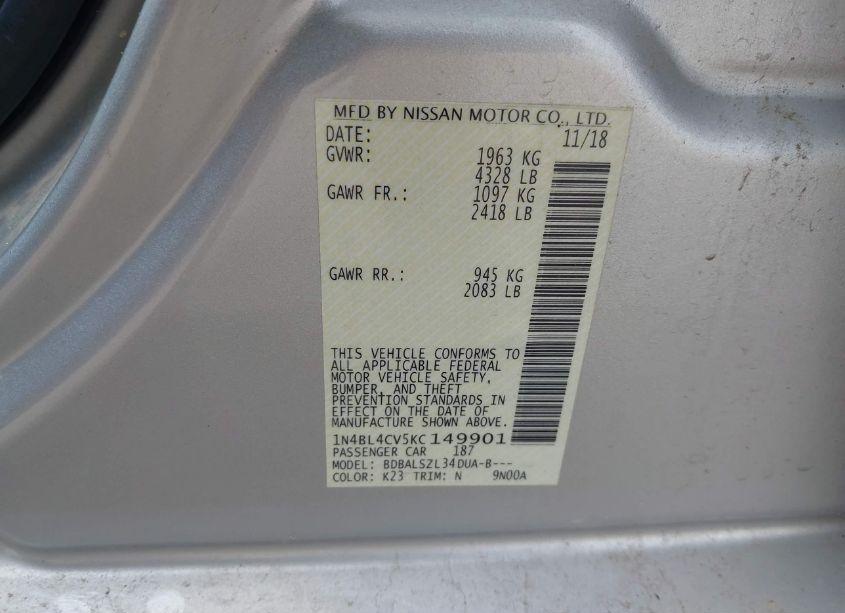 MFD BY NISSAN MOTOR CO., LTD.
DATE: 11/18
GVWR: 1963 KG
4328 LB
GAWR FR.: 1097 KG
2418 LB
GAWR RR.: 945 KG
2083 LB
THIS VEHICLE CONFORMS TO
ALL APPLICABLE FEDERAL
MOTOR VEHICLE SAFETY,
BUMPER, AND THEFT
PREVENTION STANDARDS IN
EFFECT ON THE DATE OF
MANUFACTURE SHOWN ABOVE.
1N4BL4CV5KC149901
PASSENGER CAR 187
MODEL: BDBALSZL34DUA-B---
COLOR: K23 TRIM: N 9N00A